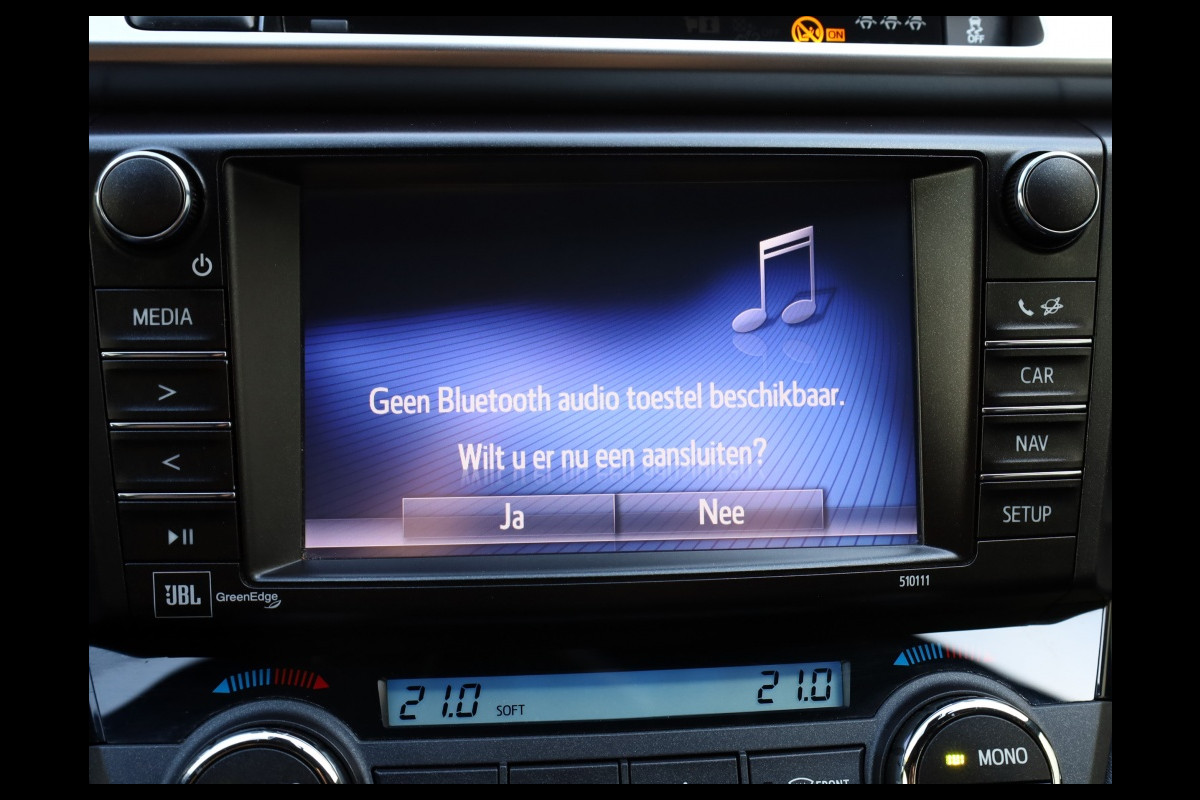 ON
OFF
MEDIA
>
<
CAR
NAV
SETUP
Geen Bluetooth audio toestel beschikbaar.
Wilt u er nu een aansluiten?
Ja Nee
JBL GreenEdge
510111
21.0 SOFT 21.0
MONO
FRONT